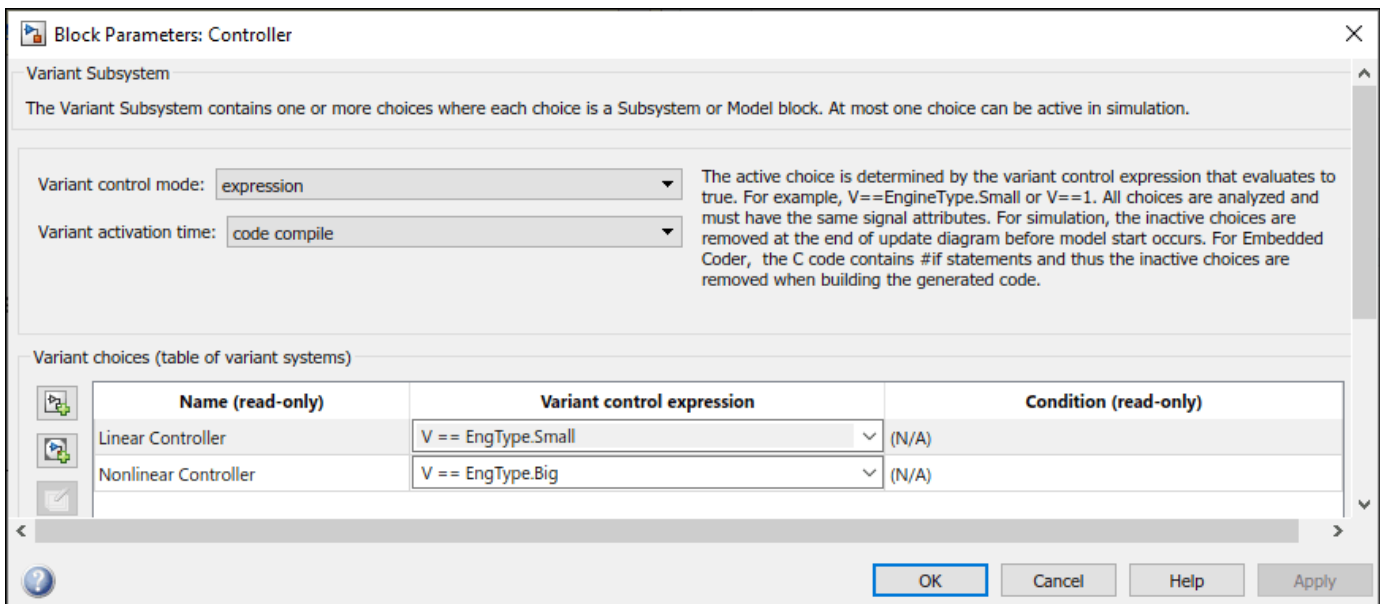 Block Parameters: Controller
Variant Subsystem
The Variant Subsystem contains one or more choices where each choice is a Subsystem or Model block. At most one choice can be active in simulation.
Variant control mode: expression
Variant activation time: code compile
The active choice is determined by the variant control expression that evaluates to
true. For example, V==EngineType.Small or V==1. All choices are analyzed and
must have the same signal attributes. For simulation, the inactive choices are
removed at the end of update diagram before model start occurs. For Embedded
Coder,  the C code contains #if statements and thus the inactive choices are
removed when building the generated code.
Variant choices (table of variant systems)
Name (read-only) Variant control expression Condition (read-only)
Linear Controller V == EngType.Small (N/A)
Nonlinear Controller V == EngType.Big (N/A)
OK Cancel Help Apply